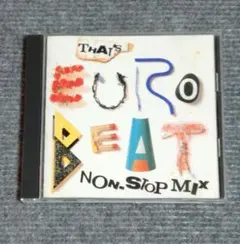 THAT'S
EURO
BEAT
NON-STOP MIX